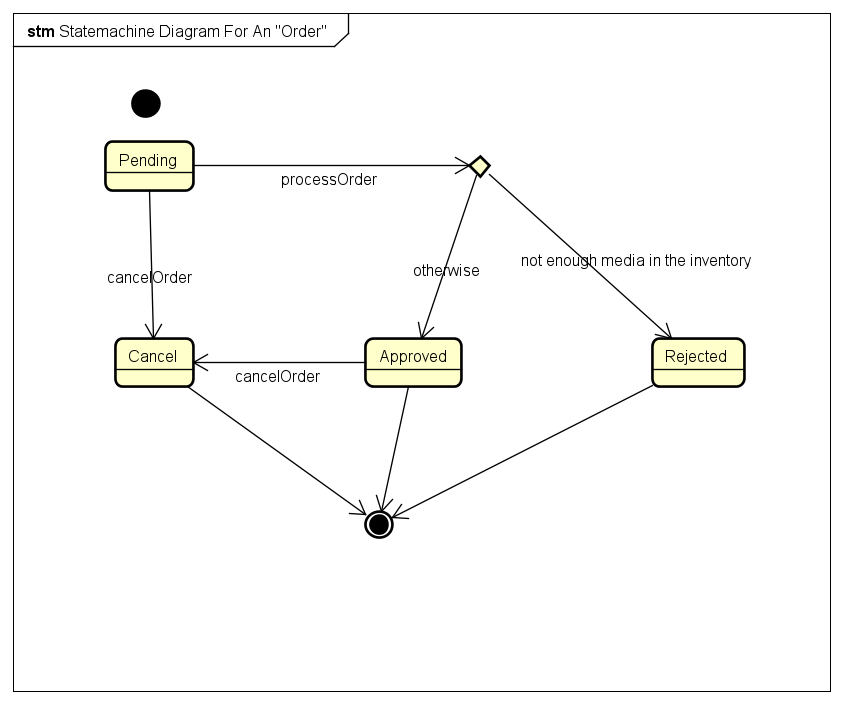 stm Statemachine Diagram For An "Order"
Pending
processOrder
otherwise
not enough media in the inventory
cancelOrder
Cancel
cancelOrder
Approved
Rejected